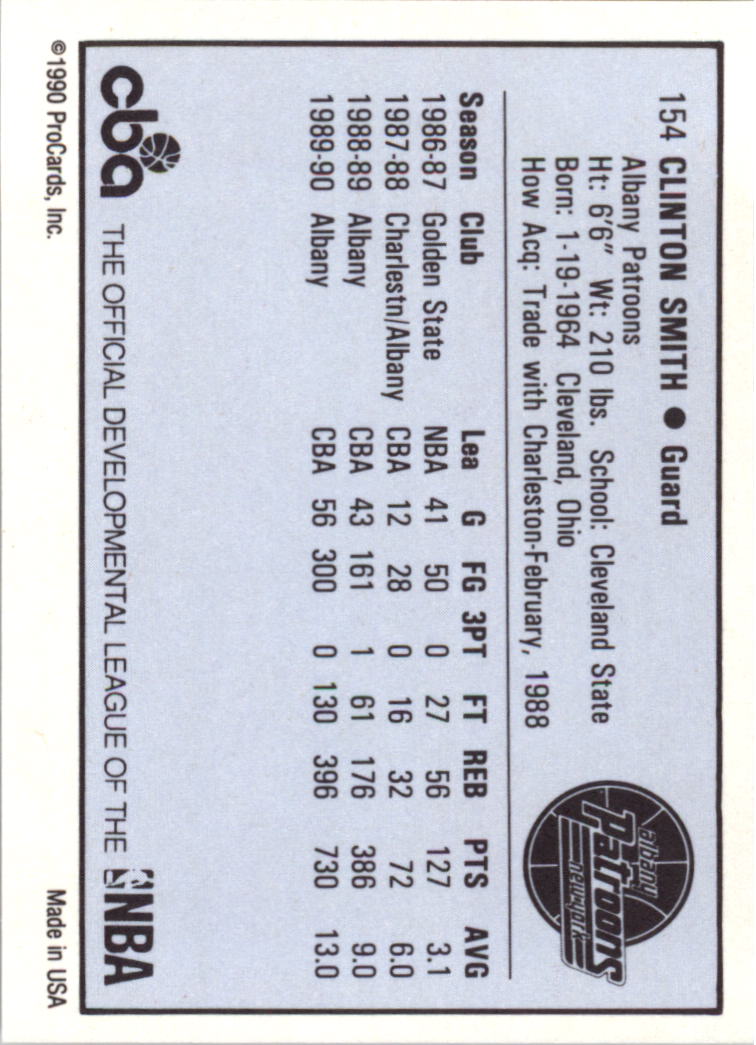 154 CLINTON SMITH ● Guard
Albany Patroons
Ht: 6'6" Wt: 210 lbs. School: Cleveland State
Born: 1-19-1964 Cleveland, Ohio
How Acq: Trade with Charleston-February, 1988
albany
Patroons
new-york
Season Club Lea G FG 3PT FT REB PTS AVG
1986-87 Golden State NBA 41 50 0 27 56 127 3.1
1987-88 Charlestn/Albany CBA 12 28 0 16 32 72 6.0
1988-89 Albany CBA 43 161 1 61 176 386 9.0
1989-90 Albany CBA 56 300 0 130 396 730 13.0
cba THE OFFICIAL DEVELOPMENTAL LEAGUE OF THE NBA
©1990 ProCards, Inc. Made in USA